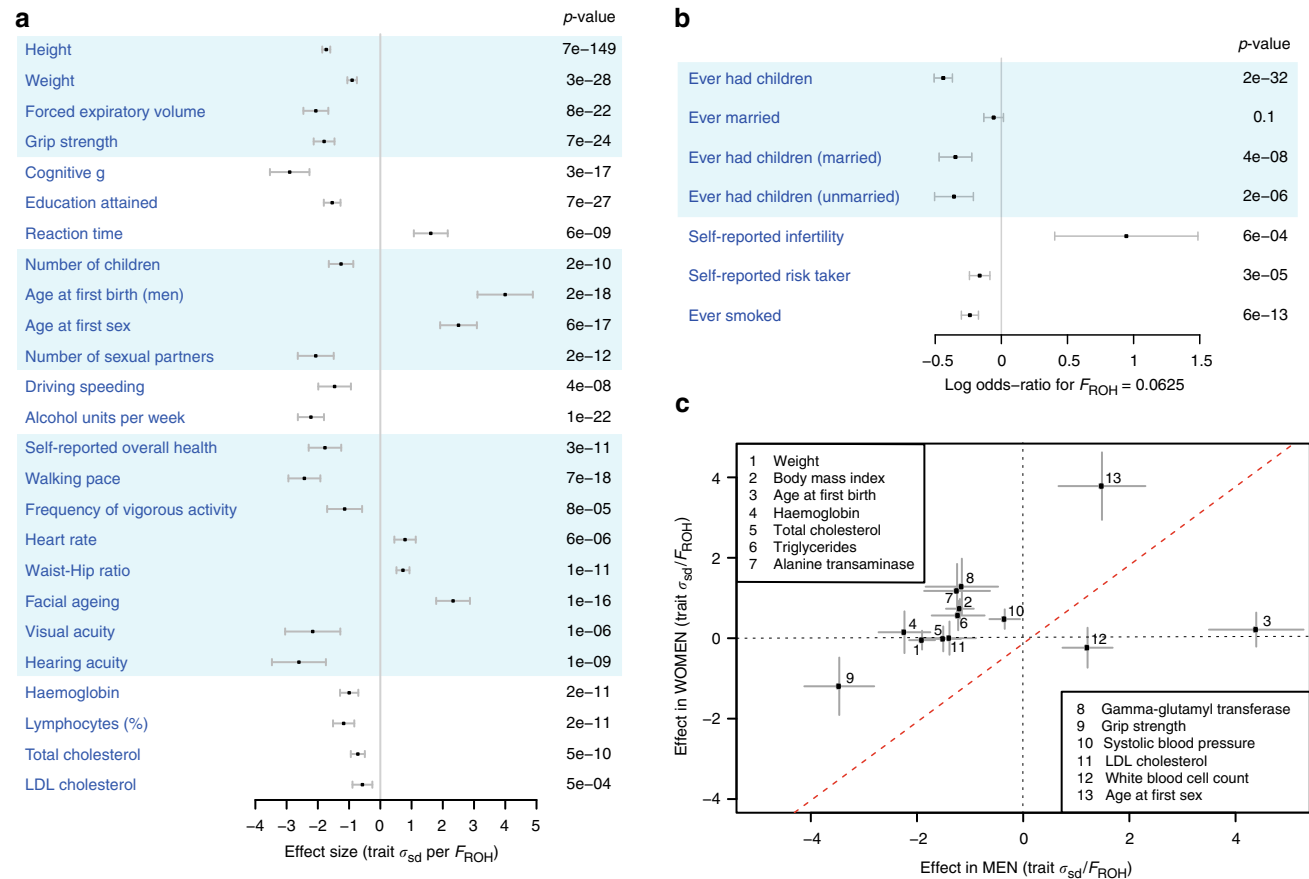 a
p-value
Height 7e−149
Weight 3e−28
Forced expiratory volume 8e−22
Grip strength 7e−24
Cognitive g 3e−17
Education attained 7e−27
Reaction time 6e−09
Number of children 2e−10
Age at first birth (men) 2e−18
Age at first sex 6e−17
Number of sexual partners 2e−12
Driving speeding 4e−08
Alcohol units per week 1e−22
Self-reported overall health 3e−11
Walking pace 7e−18
Frequency of vigorous activity 8e−05
Heart rate 6e−06
Waist-Hip ratio 1e−11
Facial ageing 1e−16
Visual acuity 1e−06
Hearing acuity 1e−09
Haemoglobin 2e−11
Lymphocytes (%) 2e−11
Total cholesterol 5e−10
LDL cholesterol 5e−04
−4 −3 −2 −1 0 1 2 3 4 5
Effect size (trait σsd per FROH)
b
p-value
Ever had children 2e−32
Ever married 0.1
Ever had children (married) 4e−08
Ever had children (unmarried) 2e−06
Self-reported infertility 6e−04
Self-reported risk taker 3e−05
Ever smoked 6e−13
−0.5 0 0.5 1 1.5
Log odds−ratio for FROH = 0.0625
c
Effect in WOMEN (trait σsd/FROH)
4
2
0
−2
−4
1 Weight
2 Body mass index
3 Age at first birth
4 Haemoglobin
5 Total cholesterol
6 Triglycerides
7 Alanine transaminase
13
8
7
2
6
10
4
5
1
11
12
3
9
8 Gamma-glutamyl transferase
9 Grip strength
10 Systolic blood pressure
11 LDL cholesterol
12 White blood cell count
13 Age at first sex
−4 −2 0 2 4
Effect in MEN (trait σsd/FROH)